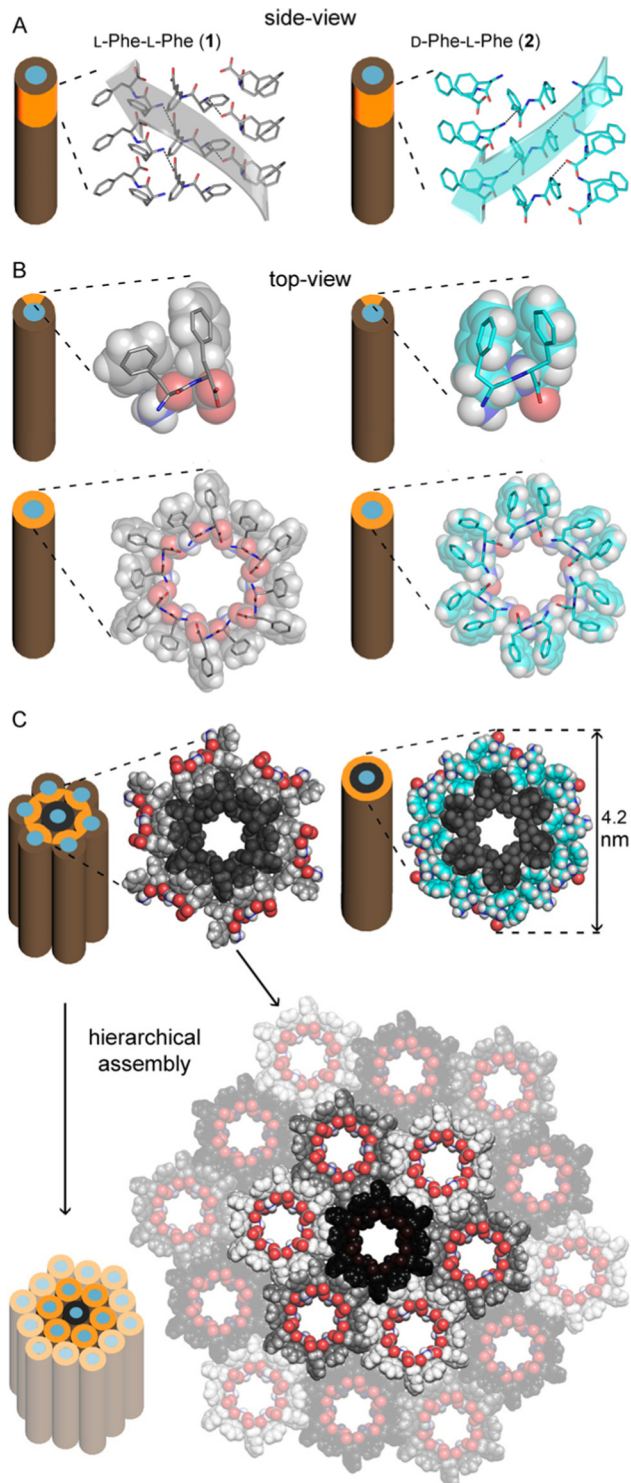 A
side-view
L-Phe-L-Phe (1)
D-Phe-L-Phe (2)
B
top-view
C
4.2
nm
hierarchical
assembly